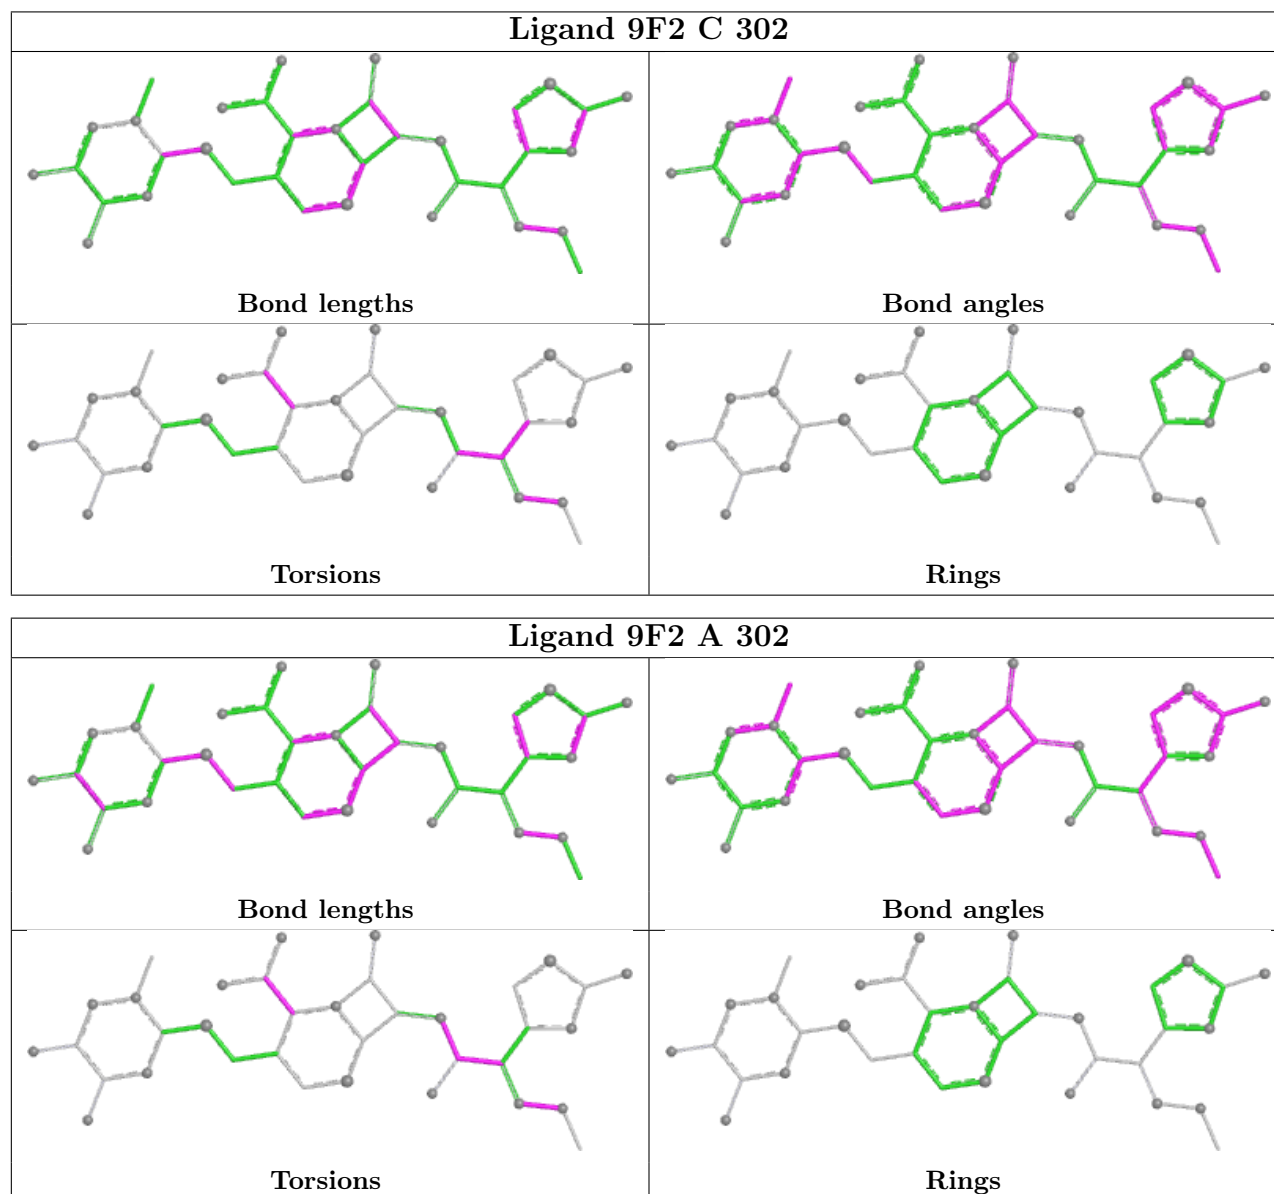 Ligand 9F2 C 302
Bond lengths
Bond angles
Torsions
Rings
Ligand 9F2 A 302
Bond lengths
Bond angles
Torsions
Rings